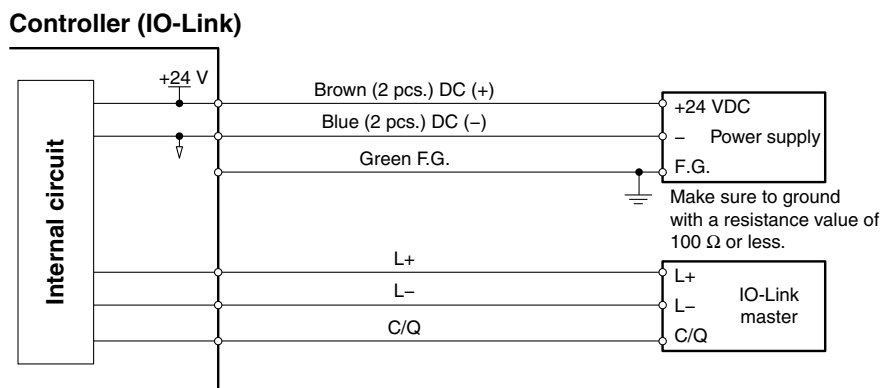 Controller (IO-Link)
+24 V
Brown (2 pcs.) DC (+)
Blue (2 pcs.) DC (−)
Green F.G.
+24 VDC
− Power supply
F.G.
Make sure to ground
with a resistance value of
100 Ω or less.
Internal circuit
L+
L−
C/Q
L+
L−
C/Q
IO-Link
master